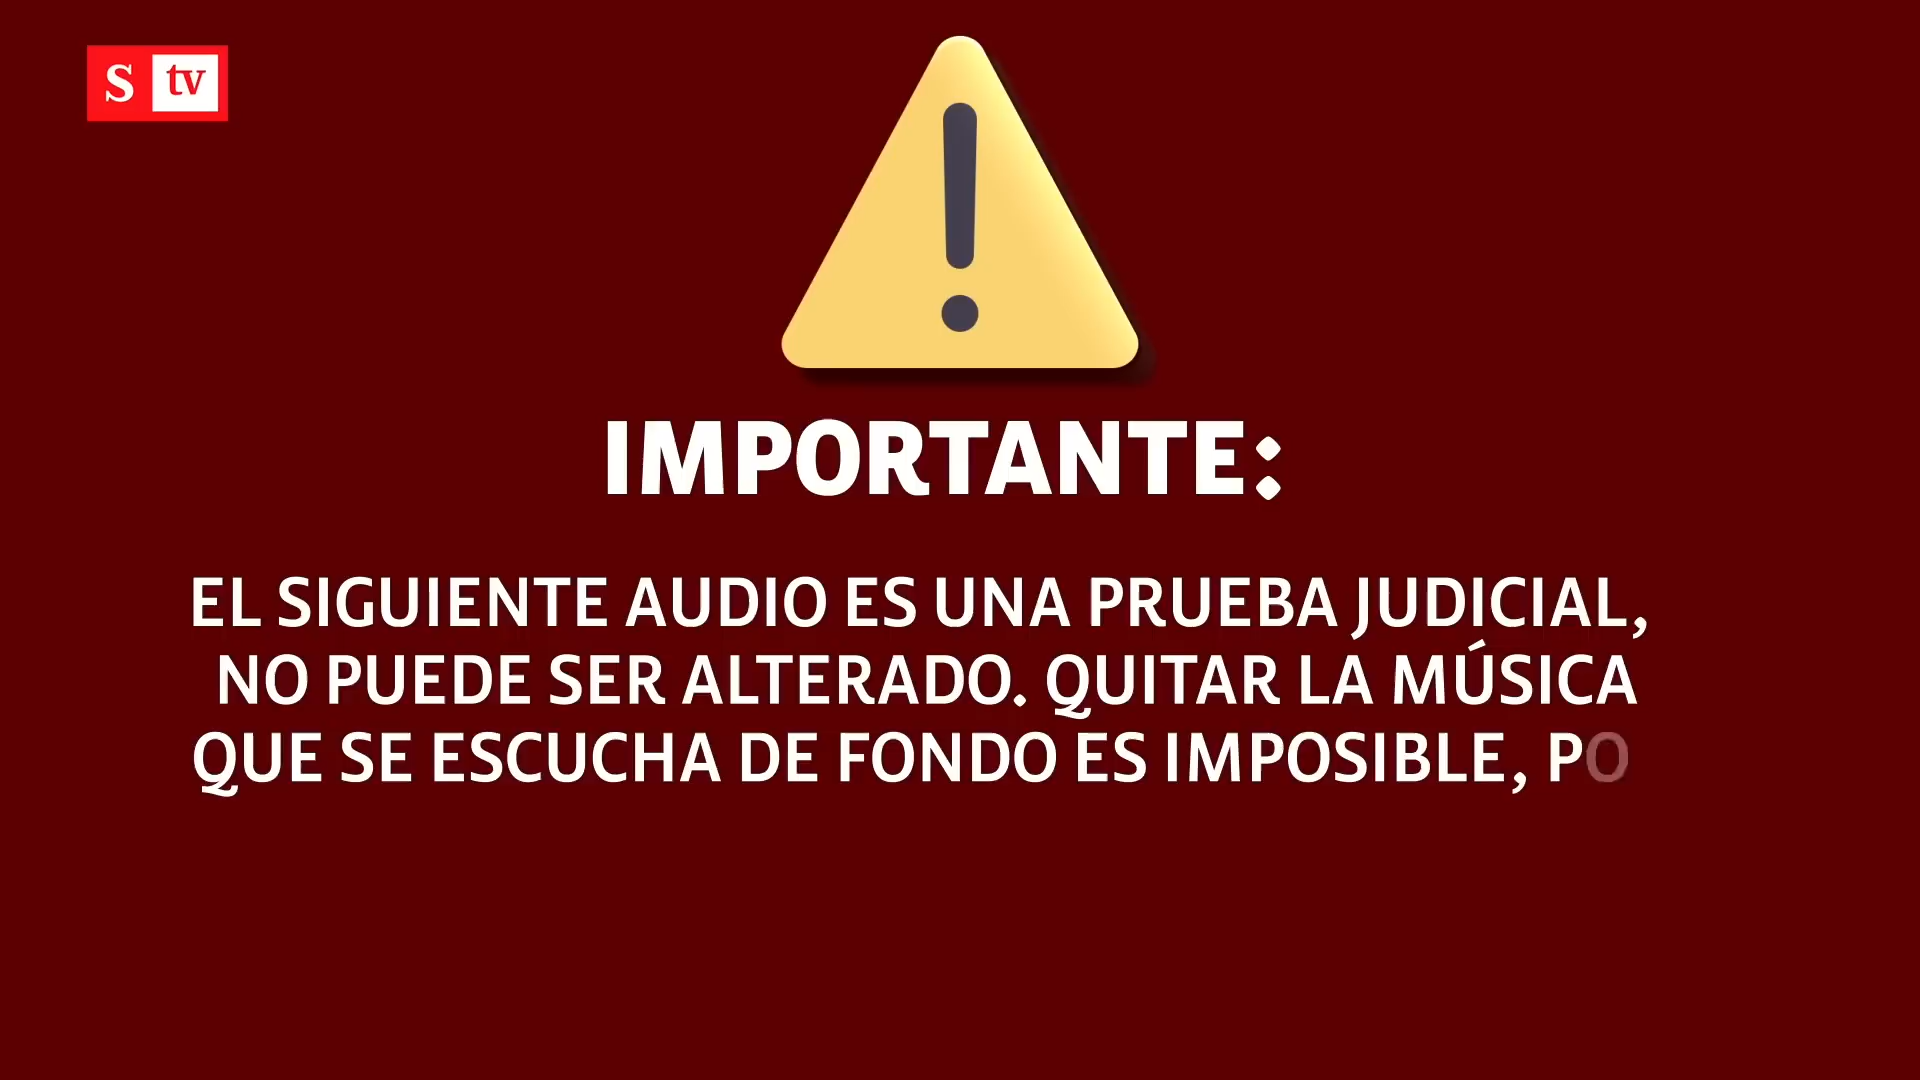 S tv
IMPORTANTE:
EL SIGUIENTE AUDIO ES UNA PRUEBA JUDICIAL,
NO PUEDE SER ALTERADO. QUITAR LA MÚSICA
QUE SE ESCUCHA DE FONDO ES IMPOSIBLE, PO